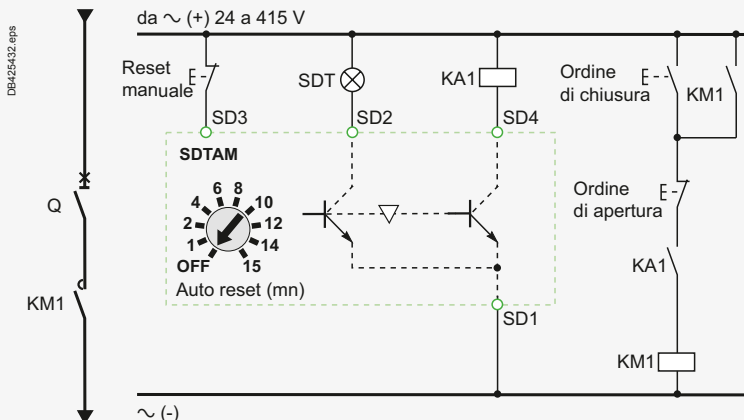 DB425432.eps
da ∿ (+) 24 a 415 V
Reset
manuale
SDT
KA1
Ordine
di chiusura
KM1
SD3
SD2
SD4
SDTAM
Q
6 8
4 10
2 12
1 14
OFF 15
Auto reset (mn)
Ordine
di apertura
KA1
KM1
SD1
KM1
∿ (-)